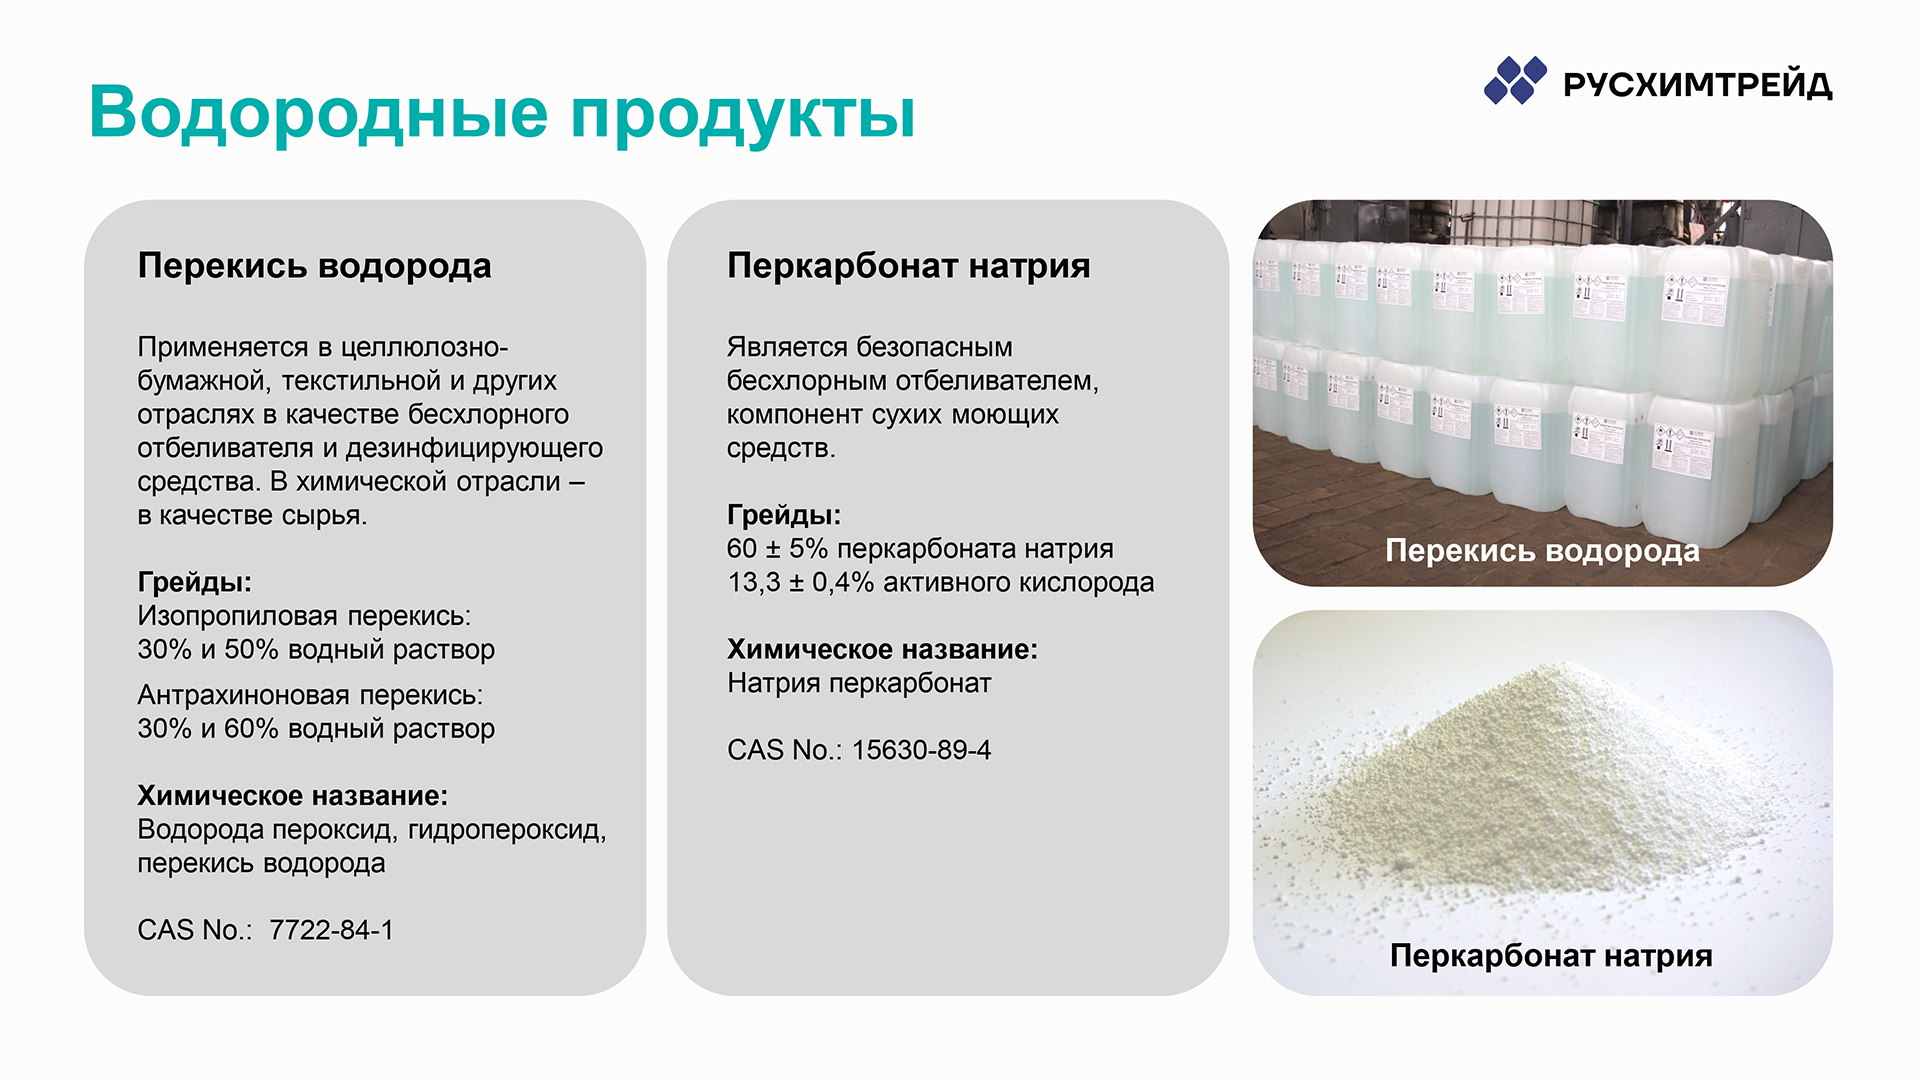 Водородные продукты
РУСХИМТРЕЙД
Перекись водорода
Применяется в целлюлозно-
бумажной, текстильной и других
отраслях в качестве бесхлорного
отбеливателя и дезинфицирующего
средства. В химической отрасли –
в качестве сырья.
Грейды:
Изопропиловая перекись:
30% и 50% водный раствор
Антрахиноновая перекись:
30% и 60% водный раствор
Химическое название:
Водорода пероксид, гидропероксид,
перекись водорода
CAS No.:  7722-84-1
Перкарбонат натрия
Является безопасным
бесхлорным отбеливателем,
компонент сухих моющих
средств.
Грейды:
60 ± 5% перкарбоната натрия
13,3 ± 0,4% активного кислорода
Химическое название:
Натрия перкарбонат
CAS No.: 15630-89-4
Перекись водорода
Перкарбонат натрия